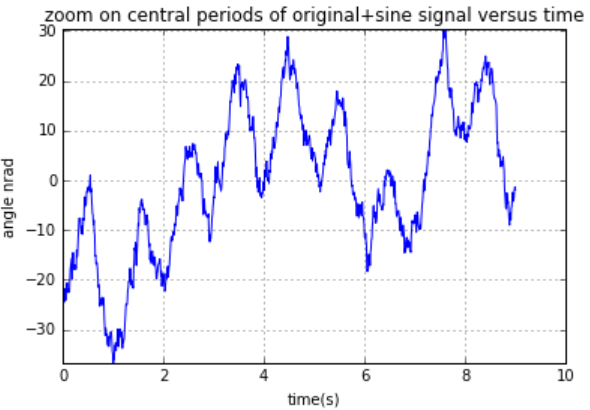 zoom on central periods of original+sine signal versus time
30
20
10
0
−10
−20
−30
angle nrad
0 2 4 6 8 10
time(s)